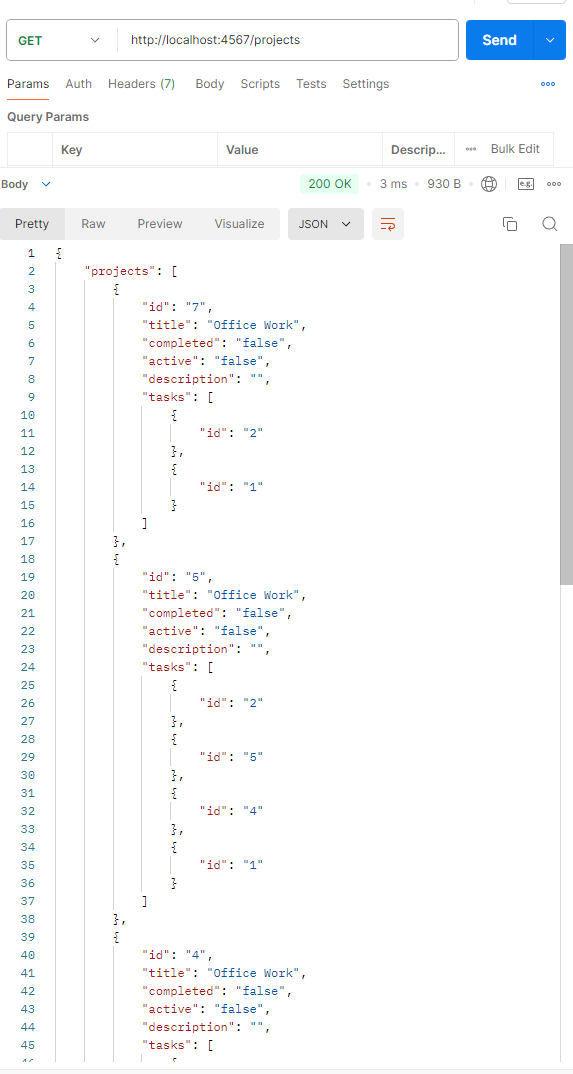 GET http://localhost:4567/projects Send
Params Auth Headers (7) Body Scripts Tests Settings
Query Params
Key Value Descrip... Bulk Edit
Body 200 OK 3 ms 930 B e.g.
Pretty Raw Preview Visualize JSON
1 {
2 "projects": [
3 {
4 "id": "7",
5 "title": "Office Work",
6 "completed": "false",
7 "active": "false",
8 "description": "",
9 "tasks": [
10 {
11 "id": "2"
12 },
13 {
14 "id": "1"
15 }
16 ]
17 },
18 {
19 "id": "5",
20 "title": "Office Work",
21 "completed": "false",
22 "active": "false",
23 "description": "",
24 "tasks": [
25 {
26 "id": "2"
27 },
28 {
29 "id": "5"
30 },
31 {
32 "id": "4"
33 },
34 {
35 "id": "1"
36 }
37 ]
38 },
39 {
40 "id": "4",
41 "title": "Office Work",
42 "completed": "false",
43 "active": "false",
44 "description": "",
45 "tasks": [